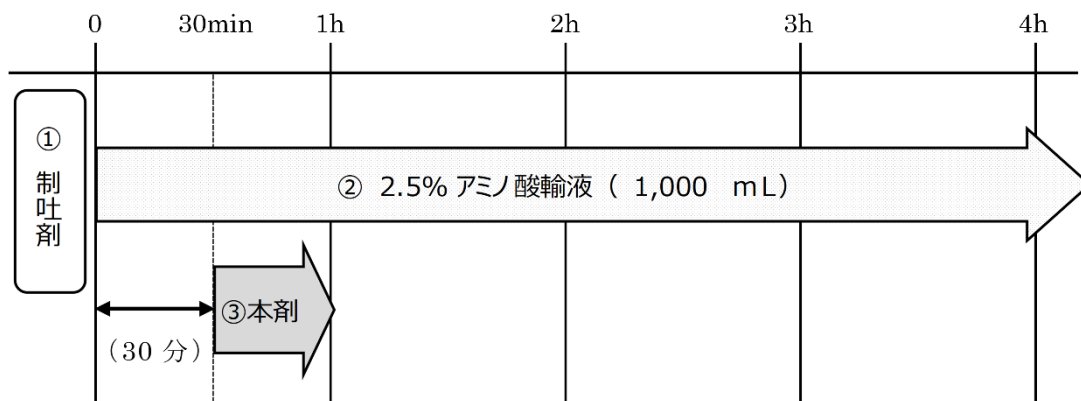 0 30min 1h 2h 3h 4h
①
制吐剤
② 2.5% アミノ酸輸液（ 1,000 mL）
③本剤
（30 分）